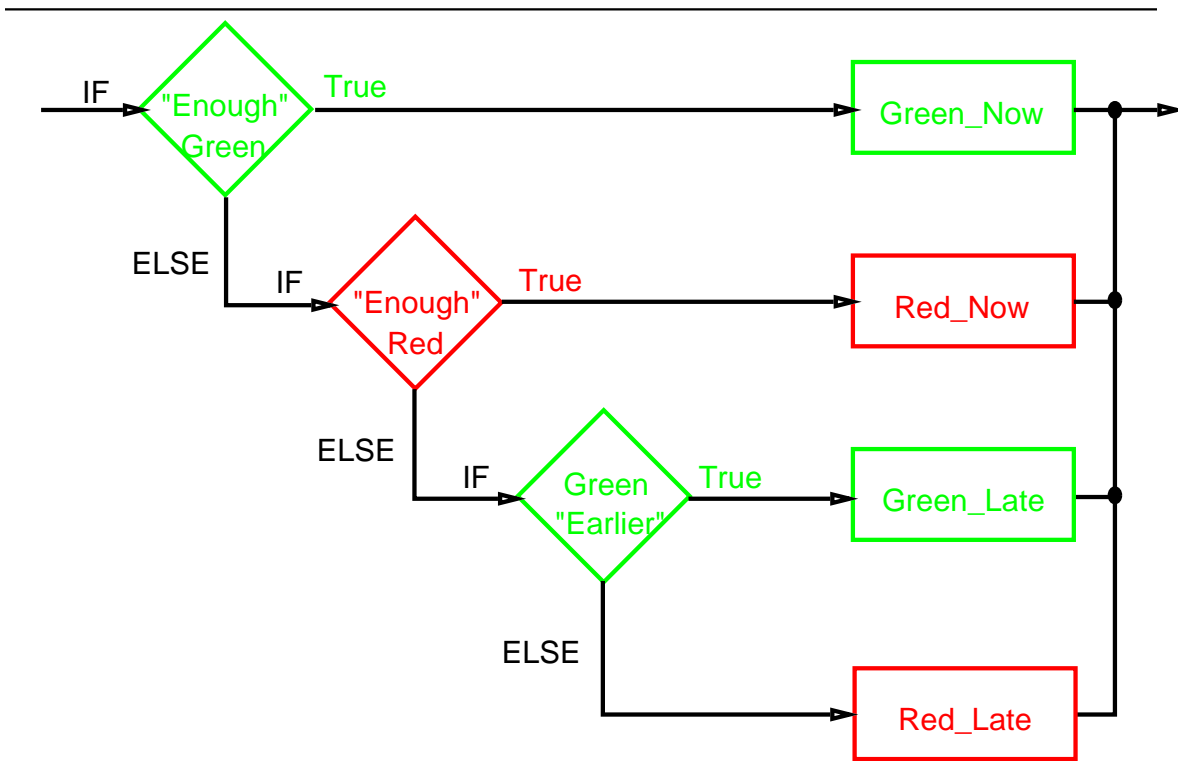 IF
"Enough"
Green
True
Green_Now
ELSE
IF
"Enough"
Red
True
Red_Now
ELSE
IF
Green
"Earlier"
True
Green_Late
ELSE
Red_Late